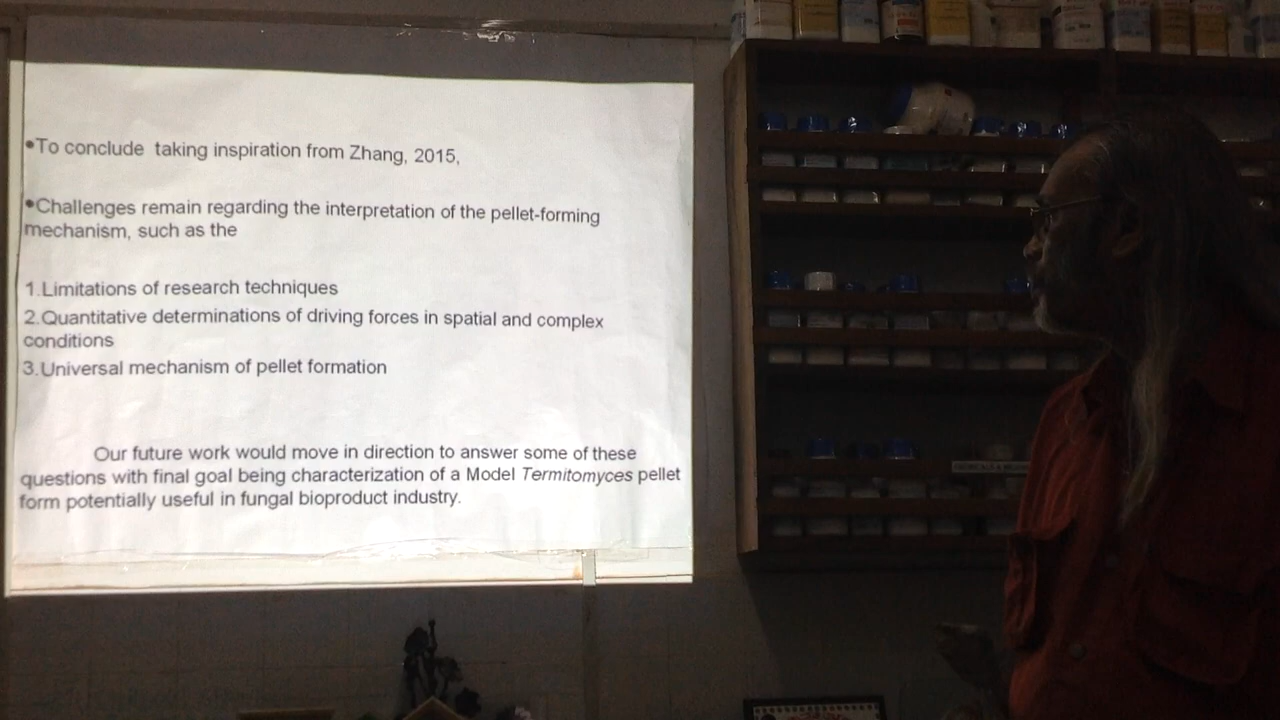 •To conclude  taking inspiration from Zhang, 2015,
•Challenges remain regarding the interpretation of the pellet-forming
mechanism, such as the
1.Limitations of research techniques
2.Quantitative determinations of driving forces in spatial and complex
conditions
3.Universal mechanism of pellet formation
Our future work would move in direction to answer some of these
questions with final goal being characterization of a Model Termitomyces pellet
form potentially useful in fungal bioproduct industry.